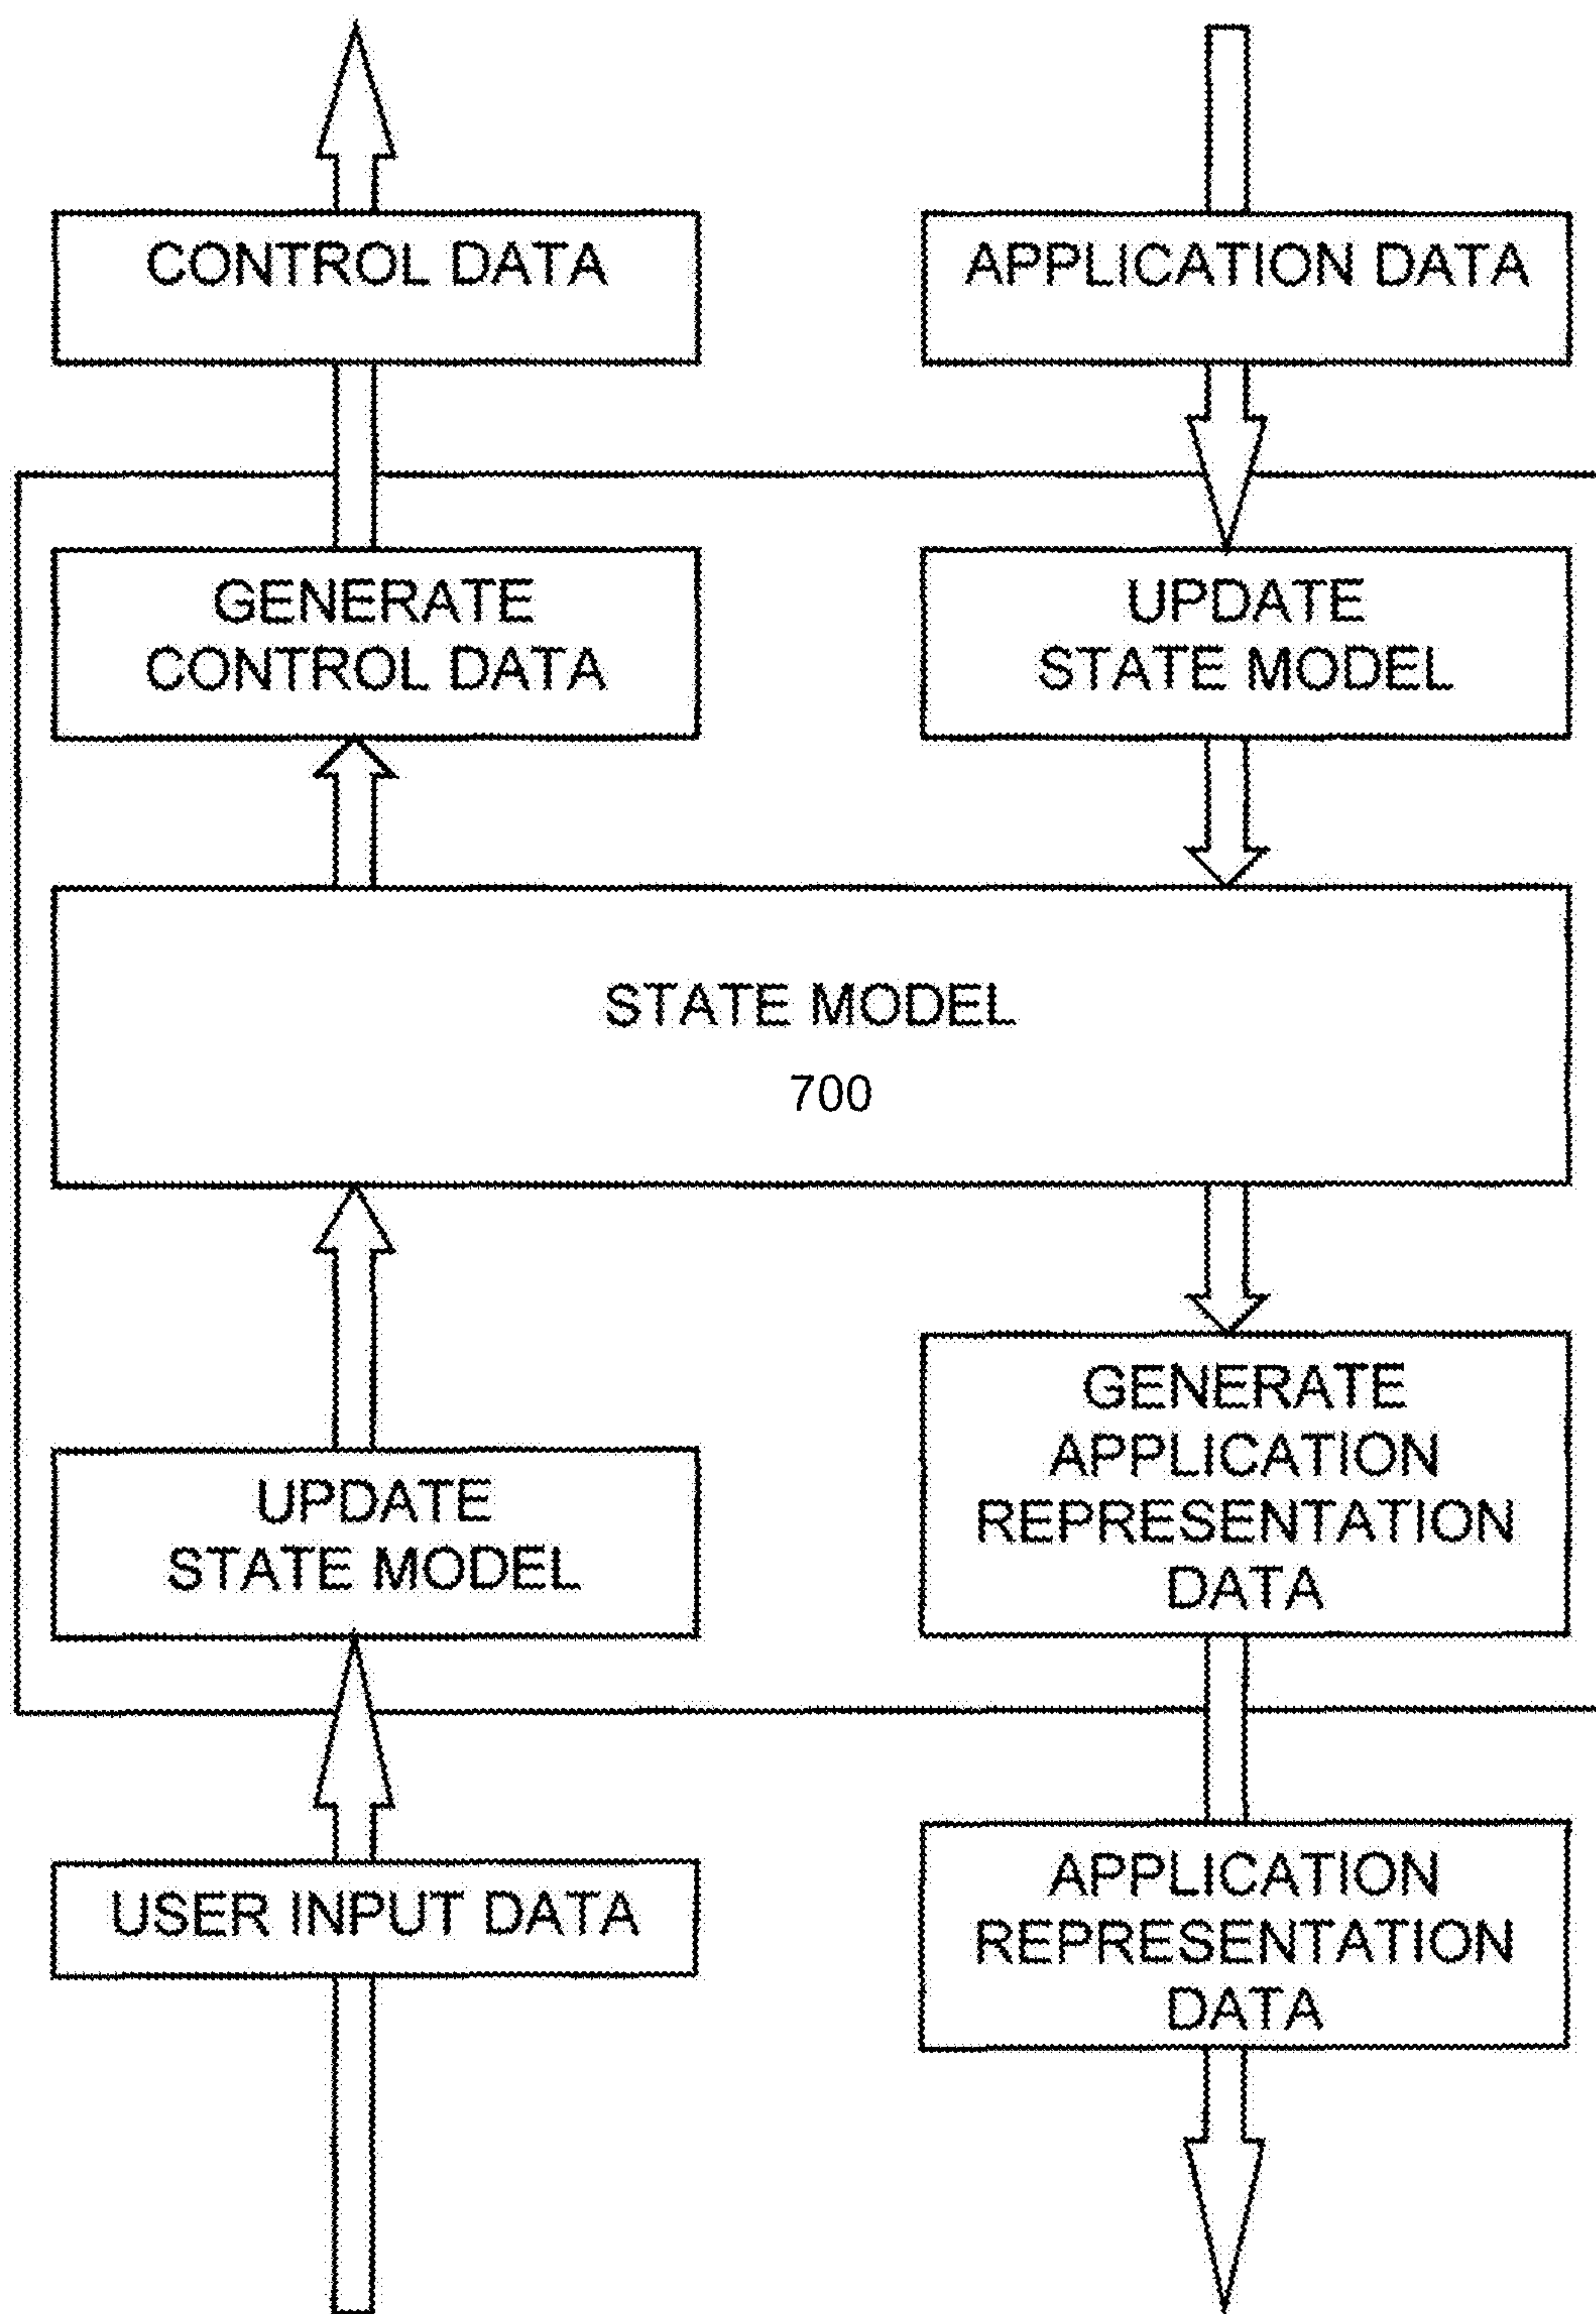 CONTROL DATA
APPLICATION DATA
GENERATE
CONTROL DATA
UPDATE
STATE MODEL
STATE MODEL
700
UPDATE
STATE MODEL
GENERATE
APPLICATION
REPRESENTATION
DATA
USER INPUT DATA
APPLICATION
REPRESENTATION
DATA